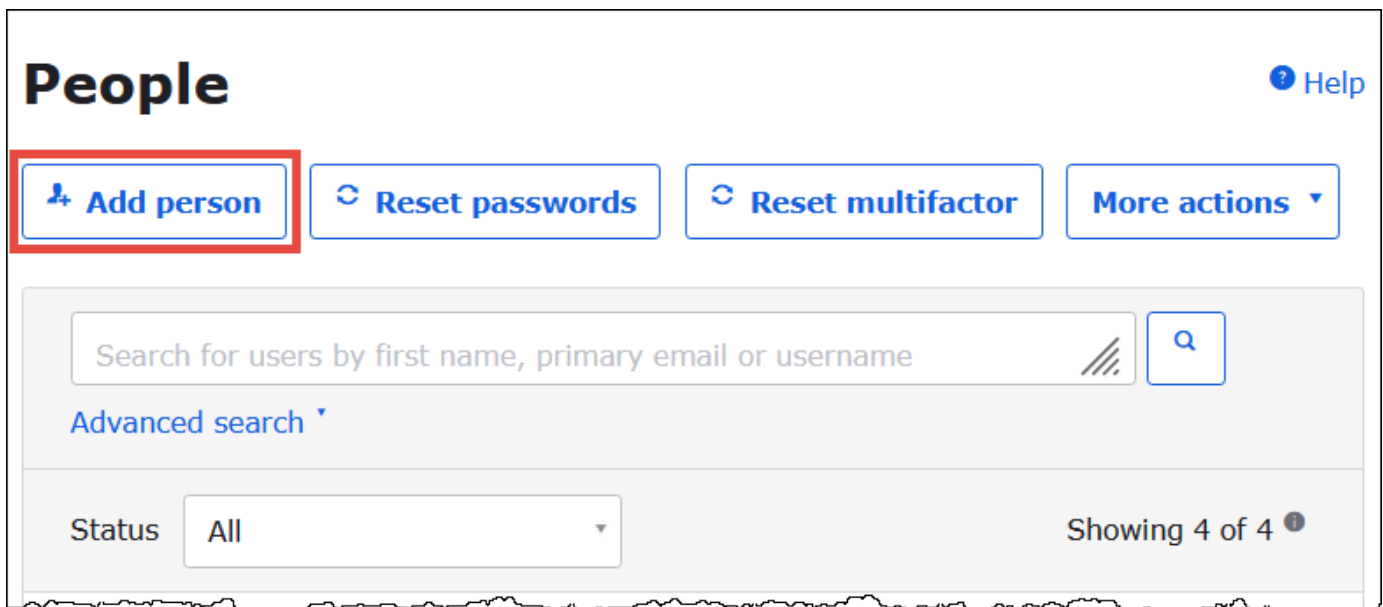 People
Help
Add person
Reset passwords
Reset multifactor
More actions
Search for users by first name, primary email or username
Advanced search
Status
All
Showing 4 of 4